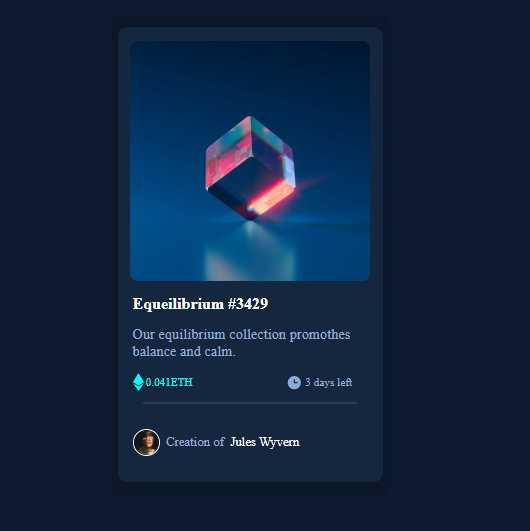 Equeilibrium #3429
Our equilibrium collection promothes
balance and calm.
0.041ETH 3 days left
Creation of Jules Wyvern